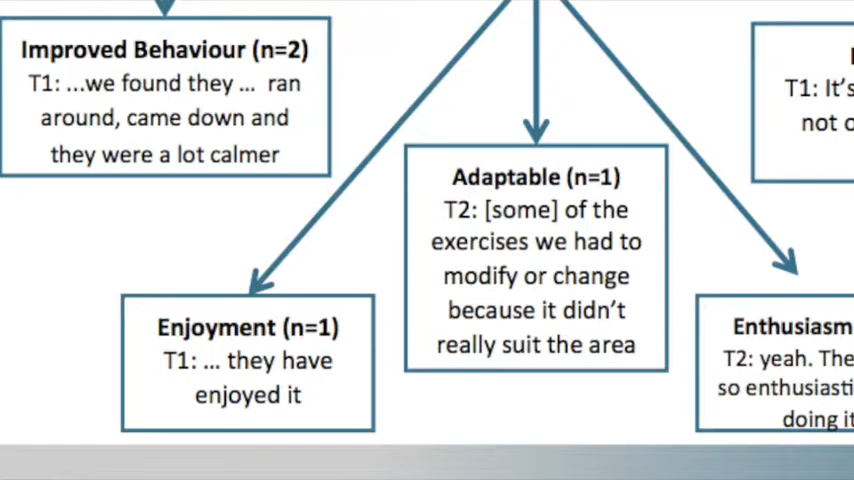 Improved Behaviour (n=2)
T1: ...we found they ... ran
around, came down and
they were a lot calmer
Enjoyment (n=1)
T1: ... they have
enjoyed it
Adaptable (n=1)
T2: [some] of the
exercises we had to
modify or change
because it didn't
really suit the area
T1: It's
not
Enthusiasm
T2: yeah. The
so
doing it